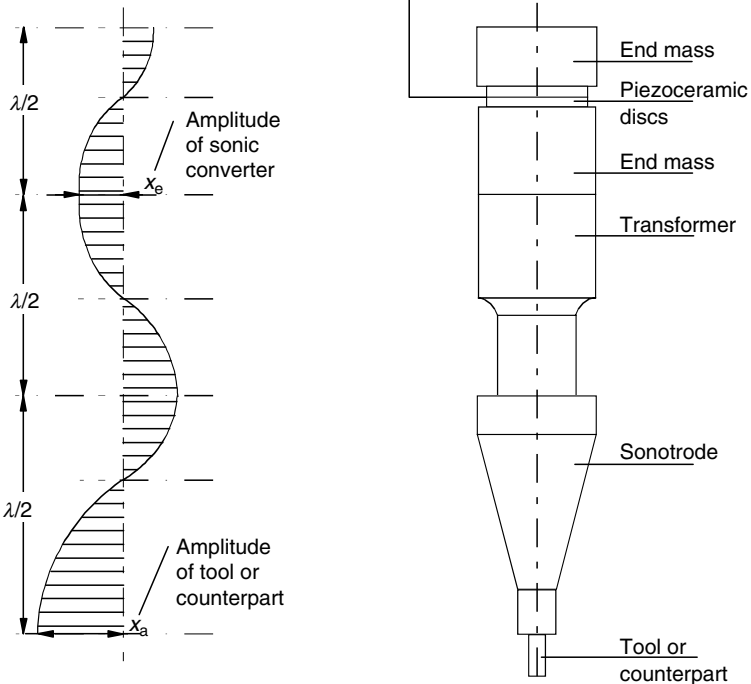 λ/2
Amplitude
of sonic
converter
xe
λ/2
λ/2
Amplitude
of tool or
counterpart
xa
End mass
Piezoceramic
discs
End mass
Transformer
Sonotrode
Tool or
counterpart